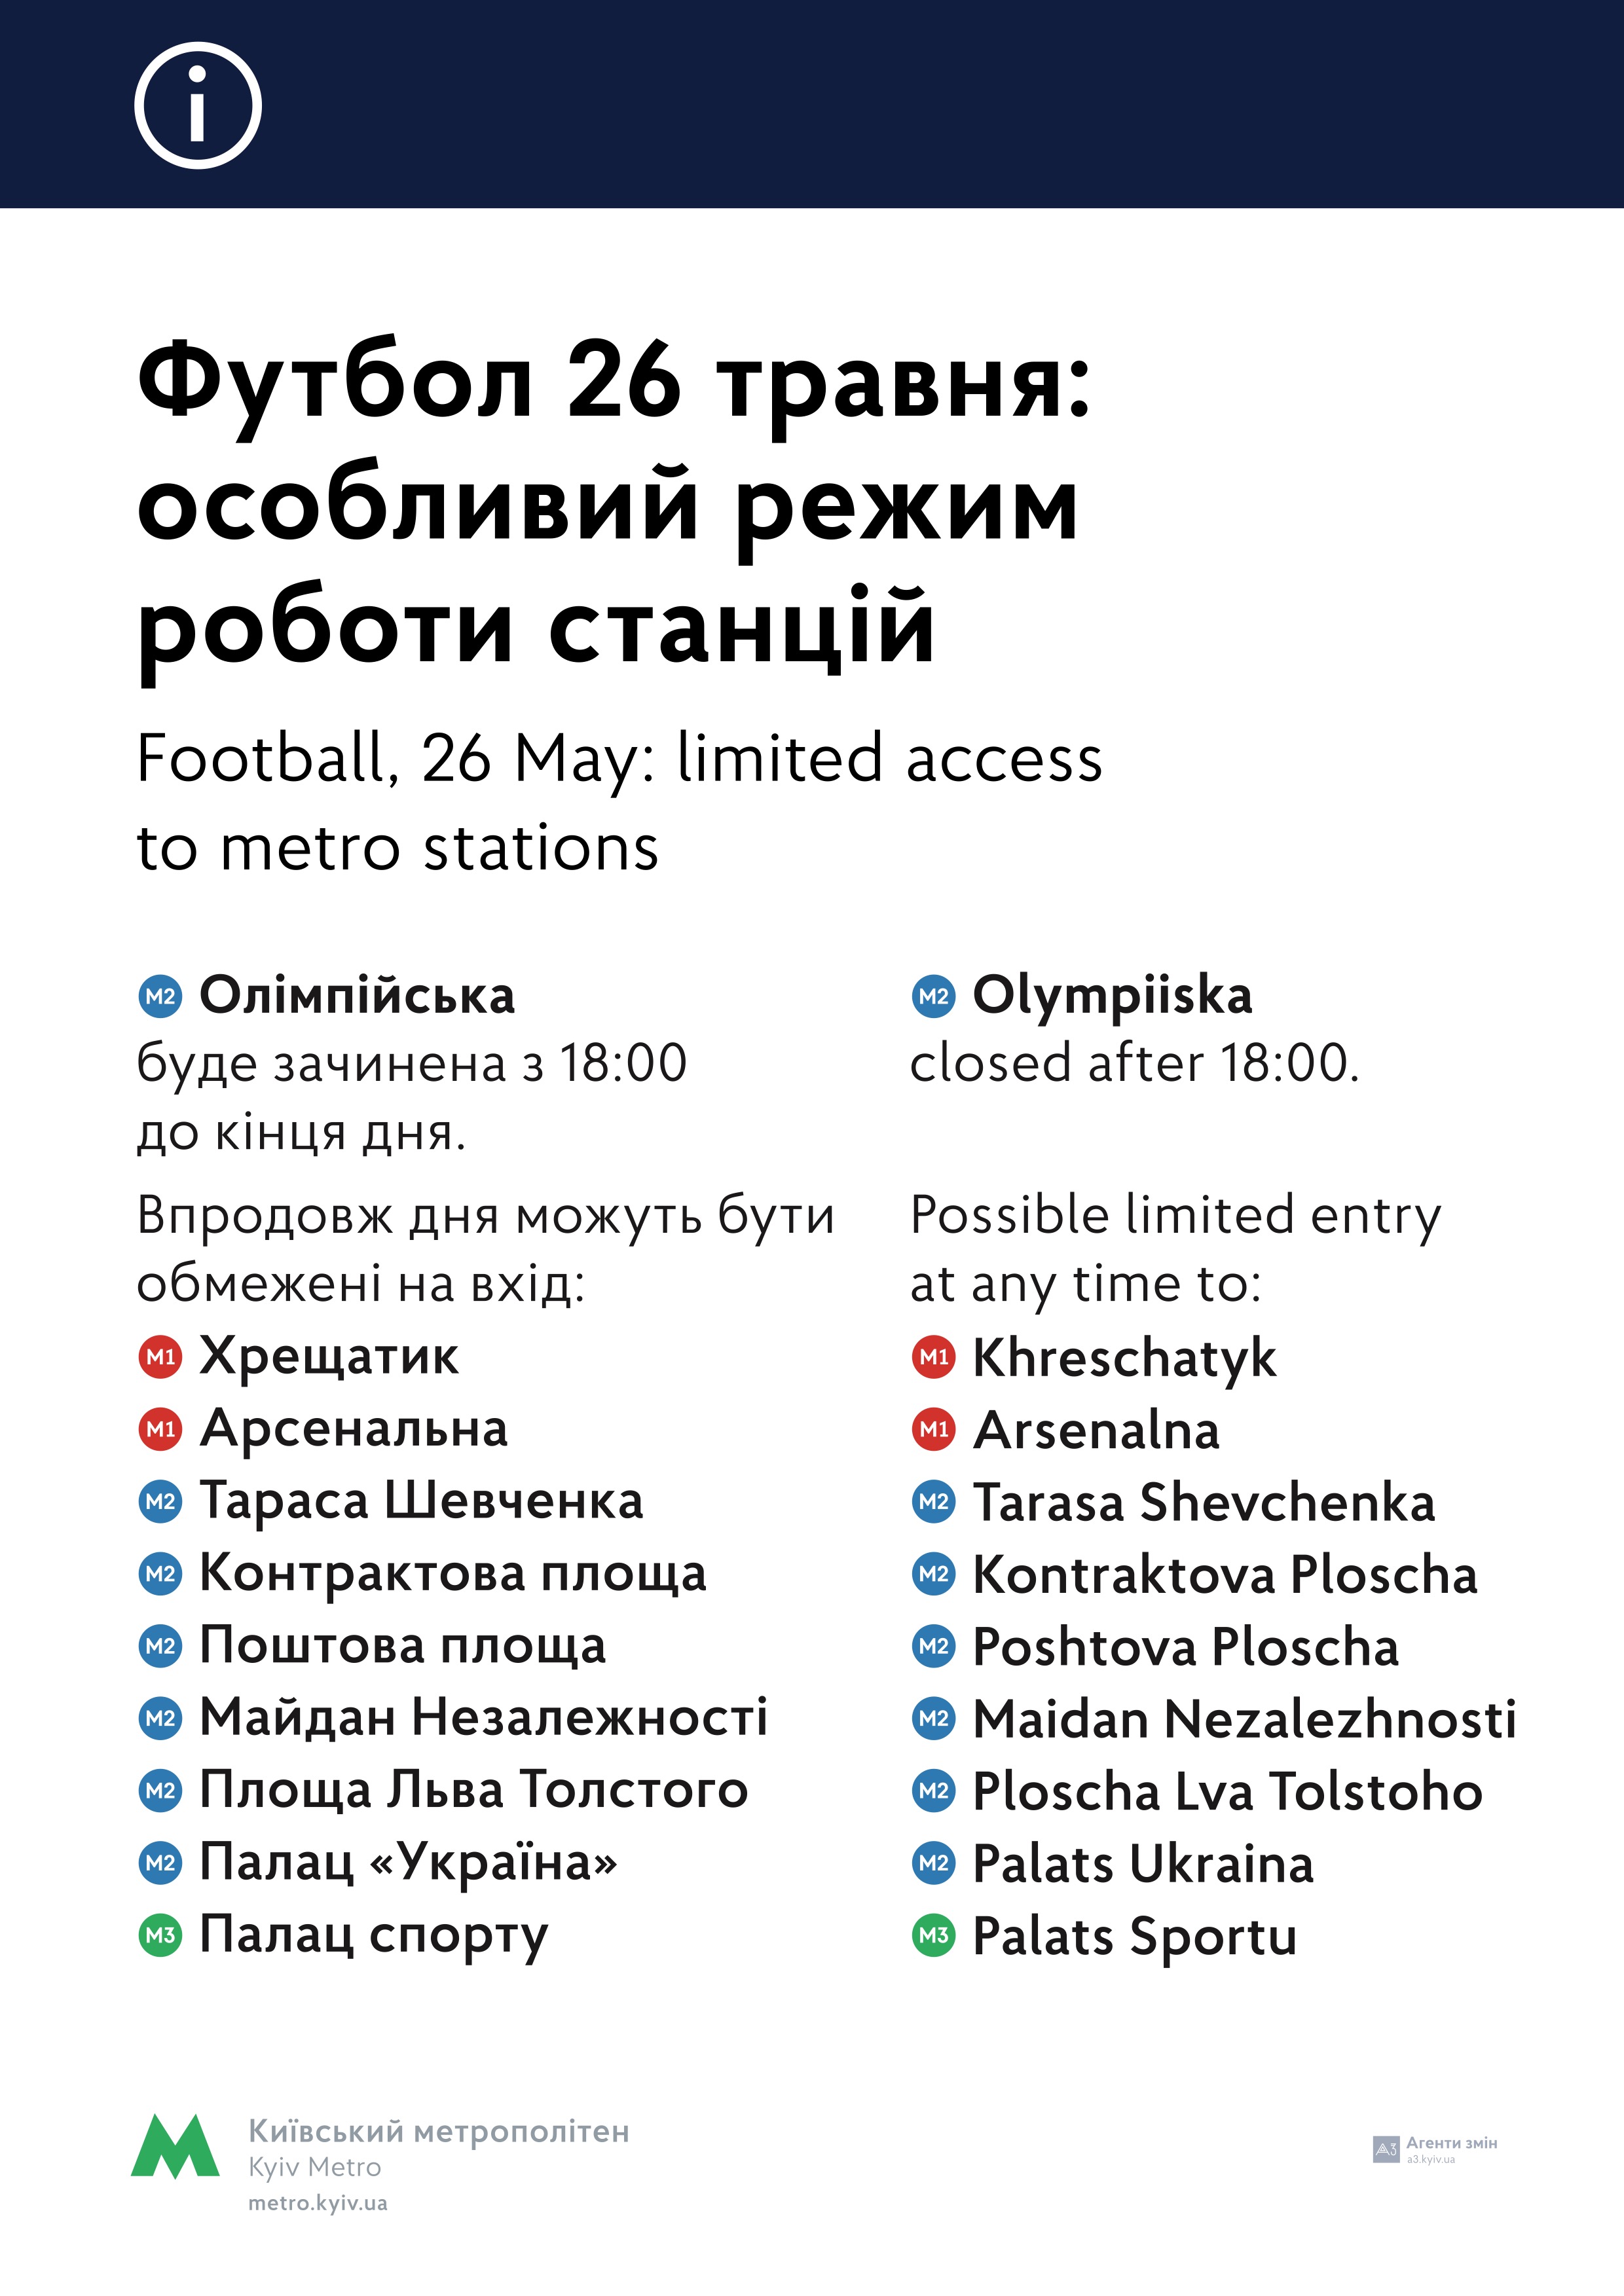 Футбол 26 травня:
особливий режим
роботи станцій
Football, 26 May: limited access
to metro stations
M2 Олімпійська
буде зачинена з 18:00
до кінця дня.
Впродовж дня можуть бути
обмежені на вхід:
M1 Хрещатик
M1 Арсенальна
M2 Тараса Шевченка
M2 Контрактова площа
M2 Поштова площа
M2 Майдан Незалежності
M2 Площа Льва Толстого
M2 Палац «Україна»
M3 Палац спорту
M2 Olympiiska
closed after 18:00.
Possible limited entry
at any time to:
M1 Khreschatyk
M1 Arsenalna
M2 Tarasa Shevchenka
M2 Kontraktova Ploscha
M2 Poshtova Ploscha
M2 Maidan Nezalezhnosti
M2 Ploscha Lva Tolstoho
M2 Palats Ukraina
M3 Palats Sportu
Київський метрополітен
Kyiv Metro
metro.kyiv.ua
A3 Агенти змін
a3.kyiv.ua